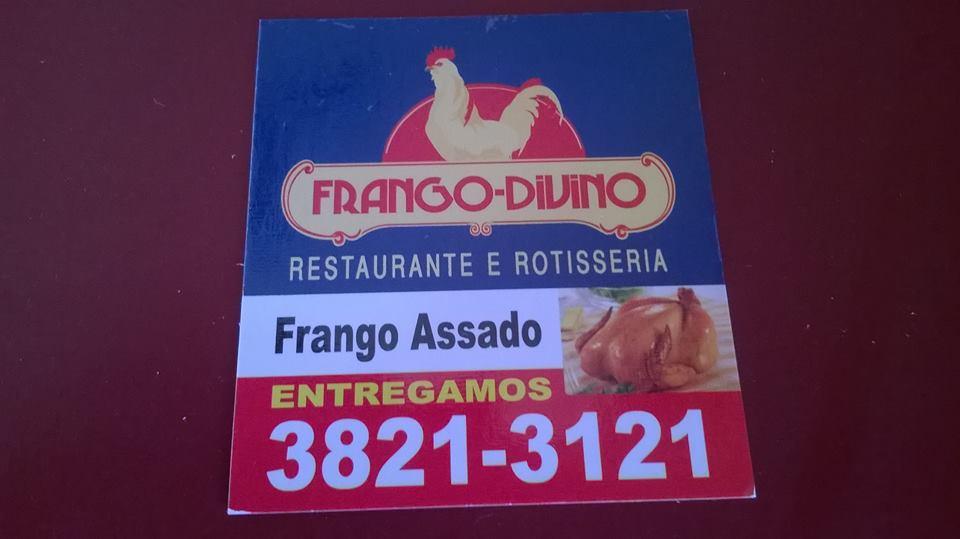 FRANGO-DIVINO
RESTAURANTE E ROTISSERIA
Frango Assado
ENTREGAMOS
3821-3121